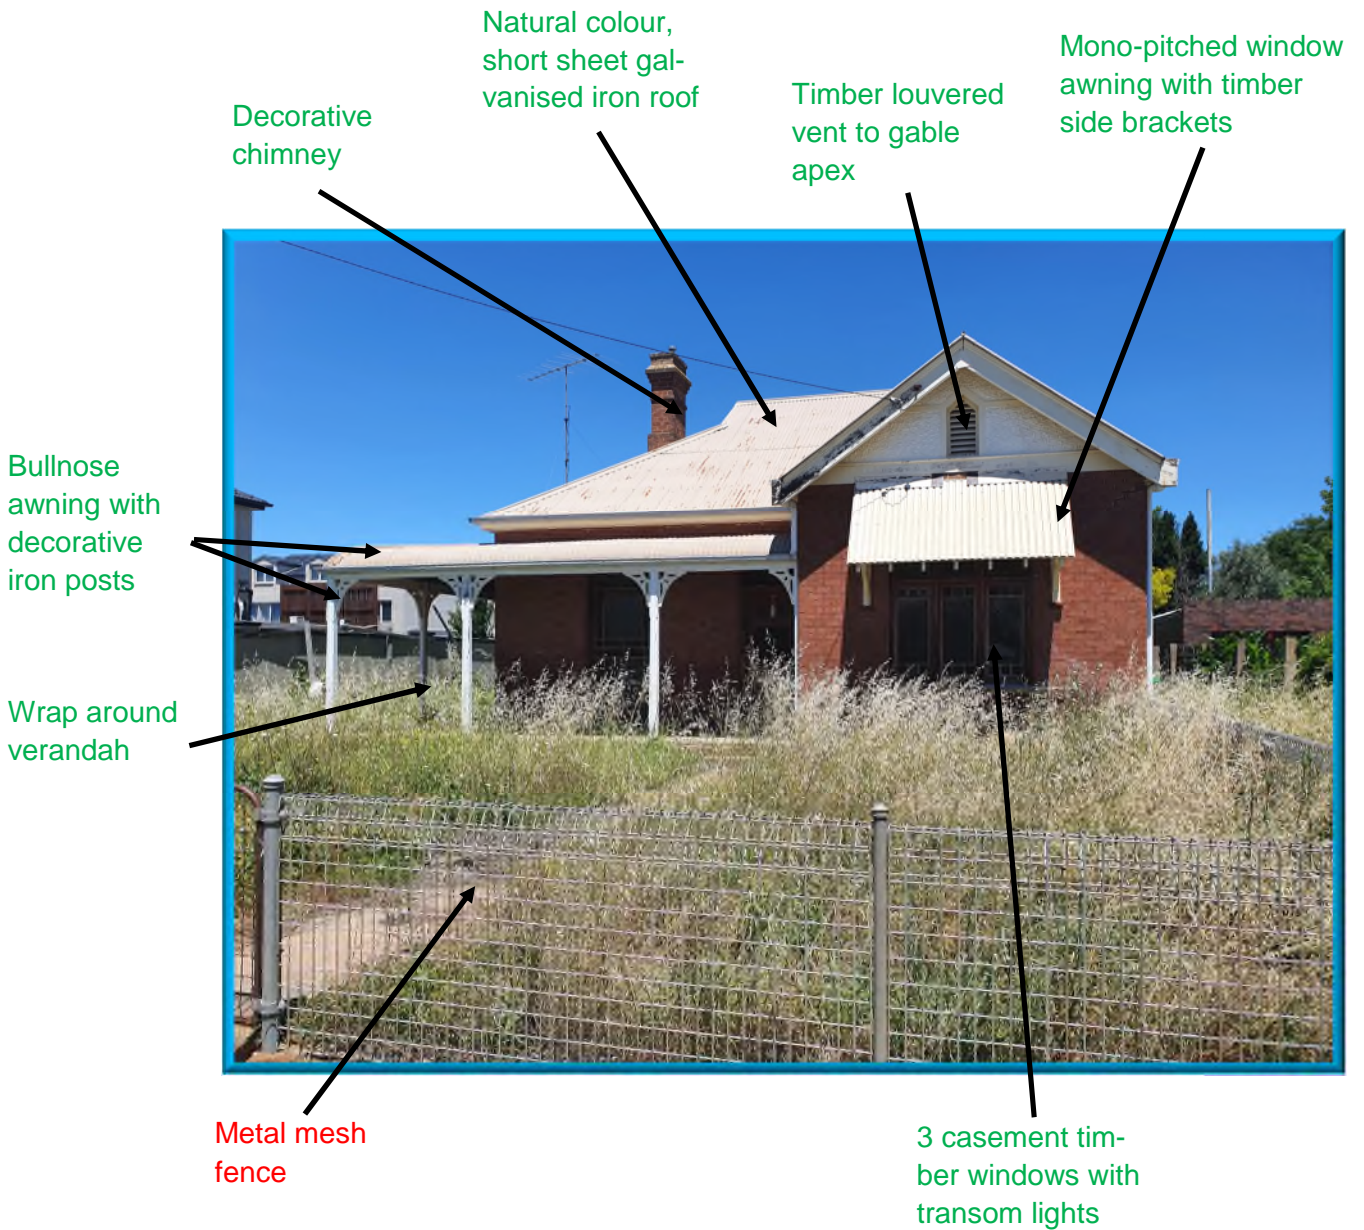 Natural colour,
short sheet gal-
vanised iron roof
Mono-pitched window
awning with timber
side brackets
Timber louvered
vent to gable
apex
Decorative
chimney
Bullnose
awning with
decorative
iron posts
Wrap around
verandah
Metal mesh
fence
3 casement tim-
ber windows with
transom lights